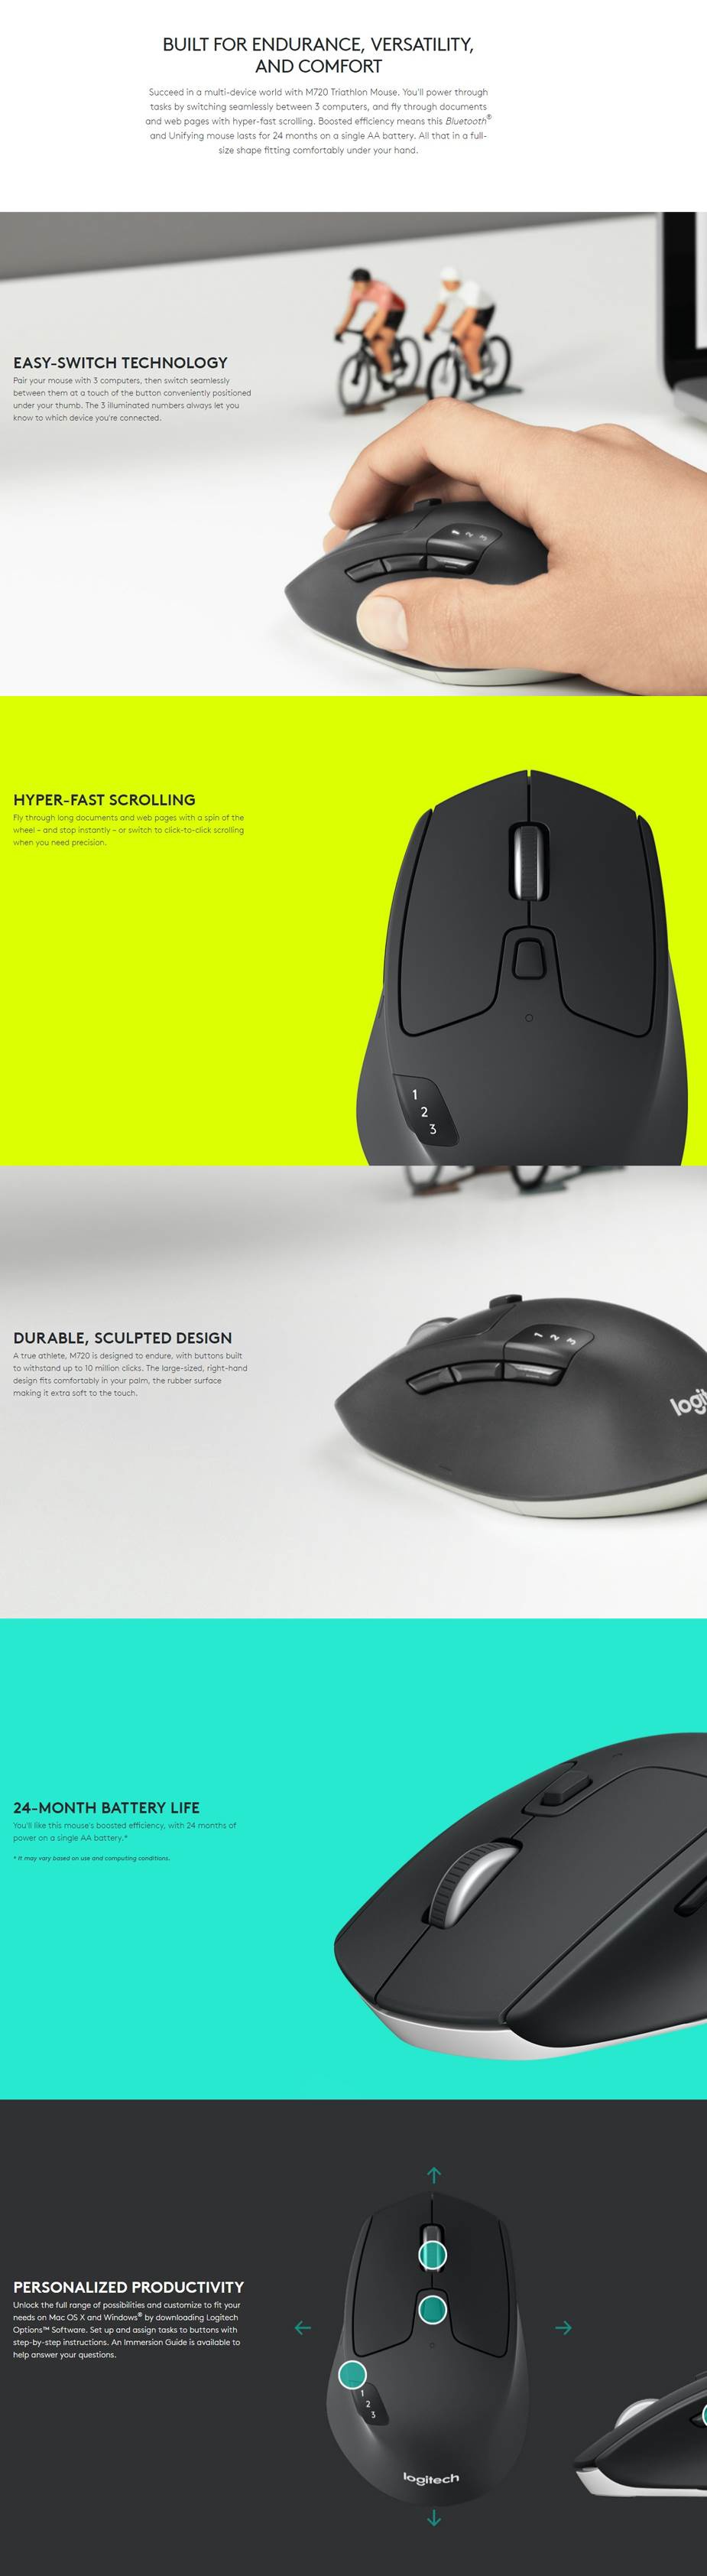 BUILT FOR ENDURANCE, VERSATILITY,
AND COMFORT
Succeed in a multi-device world with M720 Triathlon Mouse. You'll power through
tasks by switching seamlessly between 3 computers, and fly through documents
and web pages with hyper-fast scrolling. Boosted efficiency means this Bluetooth®
and Unifying mouse lasts for 24 months on a single AA battery. All that in a full-
size shape fitting comfortably under your hand.
EASY-SWITCH TECHNOLOGY
Pair your mouse with 3 computers, then switch seamlessly
between them at a touch of the button conveniently positioned
under your thumb. The 3 illuminated numbers always let you
know to which device you're connected.
1 2 3
HYPER-FAST SCROLLING
Fly through long documents and web pages with a spin of the
wheel – and stop instantly – or switch to click-to-click scrolling
when you need precision.
1
2
3
DURABLE, SCULPTED DESIGN
A true athlete, M720 is designed to endure, with buttons built
to withstand up to 10 million clicks. The large-sized, right-hand
design fits comfortably in your palm, the rubber surface
making it extra soft to the touch.
1 2 3
logit
24-MONTH BATTERY LIFE
You'll like this mouse's boosted efficiency, with 24 months of
power on a single AA battery.*
* It may vary based on use and computing conditions.
PERSONALIZED PRODUCTIVITY
Unlock the full range of possibilities and customize to fit your
needs on Mac OS X and Windows® by downloading Logitech
Options™ Software. Set up and assign tasks to buttons with
step-by-step instructions. An Immersion Guide is available to
help answer your questions.
1
2
3
logitech